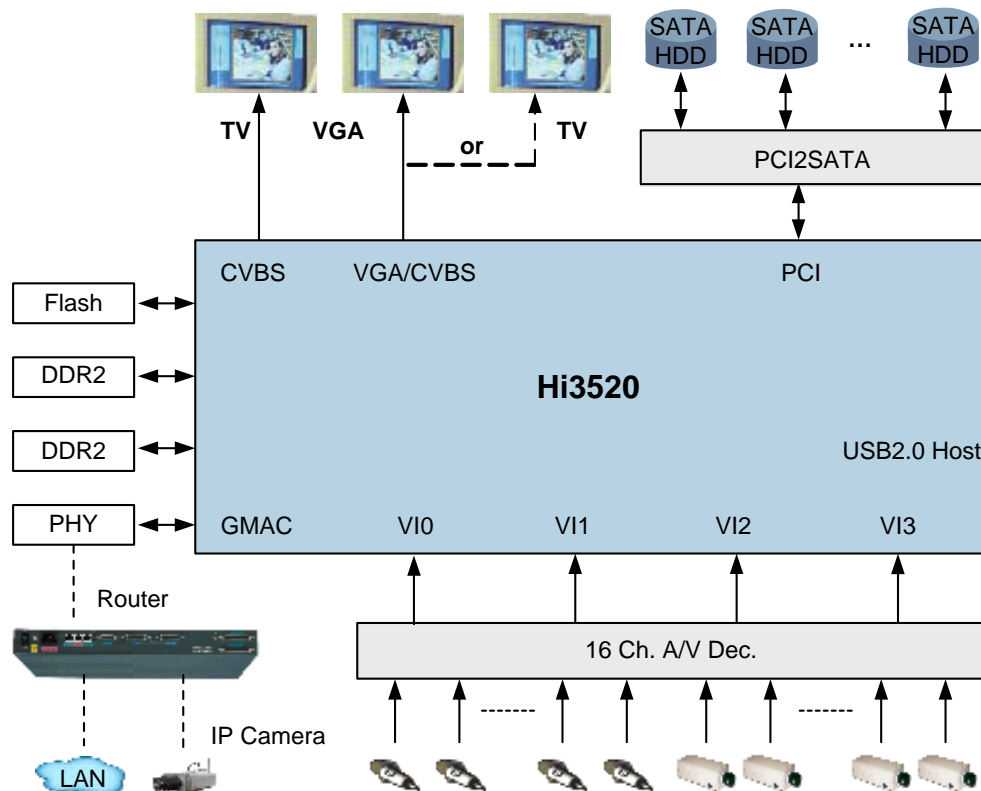 SATA HDD
SATA HDD
...
SATA HDD
TV
VGA
or
TV
PCI2SATA
CVBS
VGA/CVBS
PCI
Flash
DDR2
Hi3520
DDR2
USB2.0 Host
PHY
GMAC
VI0
VI1
VI2
VI3
Router
16 Ch. A/V Dec.
IP Camera
LAN